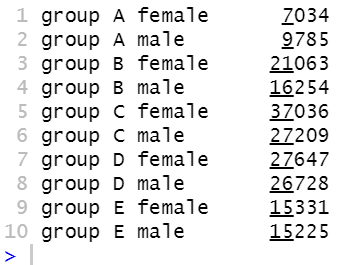 1 group A female 7034
2 group A male 9785
3 group B female 21063
4 group B male 16254
5 group C female 37036
6 group C male 27209
7 group D female 27647
8 group D male 26728
9 group E female 15331
10 group E male 15225
>